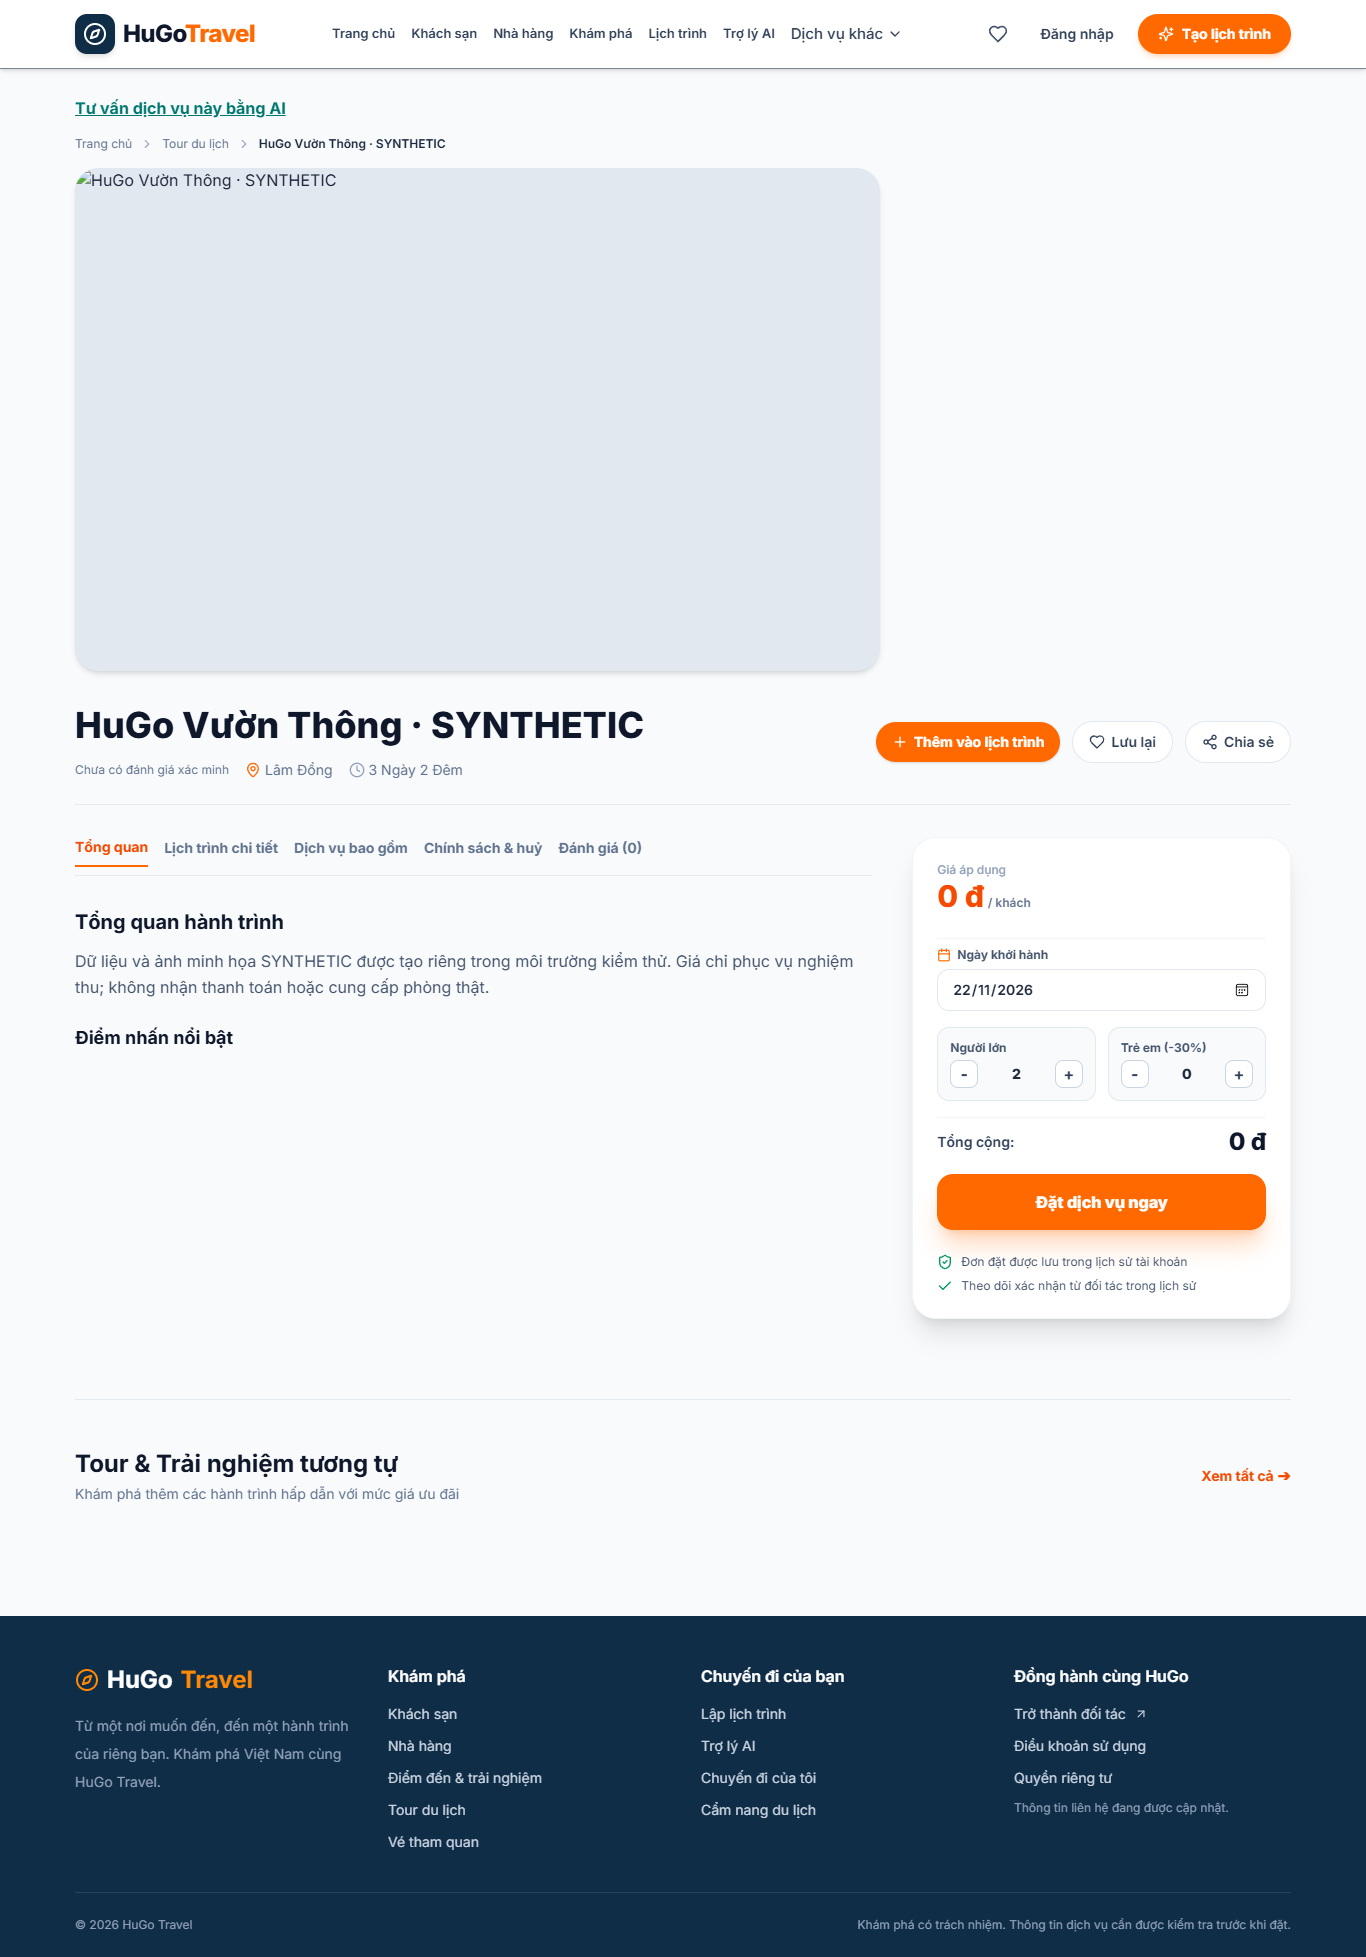 HuGoTravel
Trang chủ Khách sạn Nhà hàng Khám phá Lịch trình Trợ lý AI Dịch vụ khác
Đăng nhập
Tạo lịch trình
Tư vấn dịch vụ này bằng AI
Trang chủ Tour du lịch HuGo Vườn Thông · SYNTHETIC
HuGo Vườn Thông · SYNTHETIC
HuGo Vườn Thông · SYNTHETIC
Chưa có đánh giá xác minh Lâm Đồng 3 Ngày 2 Đêm
+ Thêm vào lịch trình
Lưu lại
Chia sẻ
Tổng quan Lịch trình chi tiết Dịch vụ bao gồm Chính sách & huỷ Đánh giá (0)
Tổng quan hành trình
Dữ liệu và ảnh minh họa SYNTHETIC được tạo riêng trong môi trường kiểm thử. Giá chỉ phục vụ nghiệm
thu; không nhận thanh toán hoặc cung cấp phòng thật.
Điểm nhấn nổi bật
Giá áp dụng
0 đ / khách
Ngày khởi hành
22/11/2026
Người lớn
- 2 +
Trẻ em (-30%)
- 0 +
Tổng cộng: 0 đ
Đặt dịch vụ ngay
Đơn đặt được lưu trong lịch sử tài khoản
Theo dõi xác nhận từ đối tác trong lịch sử
Tour & Trải nghiệm tương tự
Khám phá thêm các hành trình hấp dẫn với mức giá ưu đãi
Xem tất cả ➔
HuGo Travel
Từ một nơi muốn đến, đến một hành trình
của riêng bạn. Khám phá Việt Nam cùng
HuGo Travel.
Khám phá
Khách sạn
Nhà hàng
Điểm đến & trải nghiệm
Tour du lịch
Vé tham quan
Chuyến đi của bạn
Lập lịch trình
Trợ lý AI
Chuyến đi của tôi
Cẩm nang du lịch
Đồng hành cùng HuGo
Trở thành đối tác
Điều khoản sử dụng
Quyền riêng tư
Thông tin liên hệ đang được cập nhật.
© 2026 HuGo Travel
Khám phá có trách nhiệm. Thông tin dịch vụ cần được kiểm tra trước khi đặt.